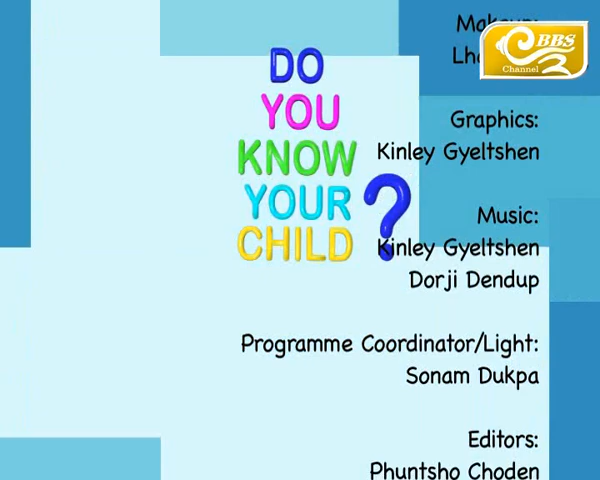 BBS
Channel 2
DO
YOU
KNOW
YOUR
CHILD ?
Graphics:
Kinley Gyeltshen
Music:
Kinley Gyeltshen
Dorji Dendup
Programme Coordinator/Light:
Sonam Dukpa
Editors:
Phuntsho Choden